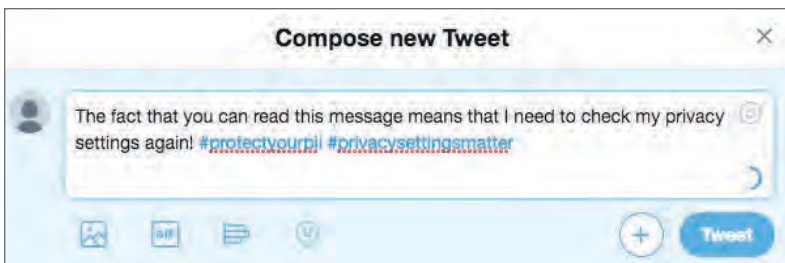 Compose new Tweet
The fact that you can read this message means that I need to check my privacy
settings again! #protectyourpii #privacysettingsmatter
GIF
Tweet